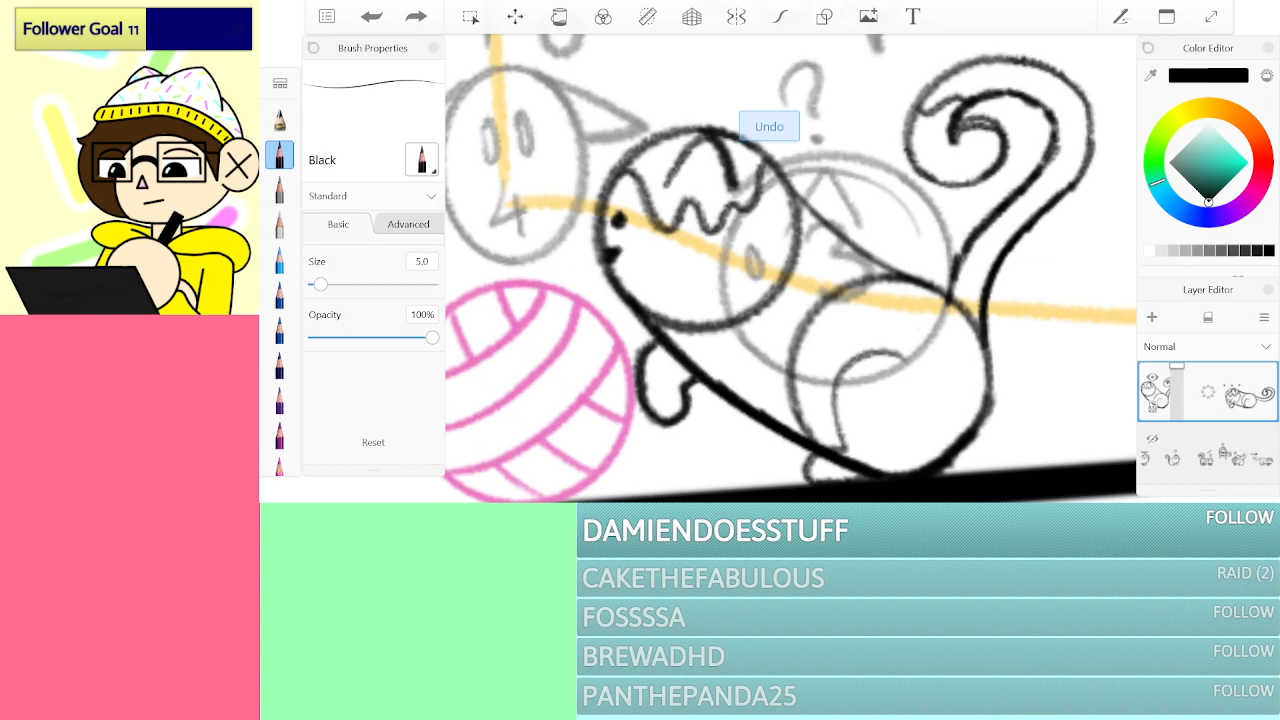 Follower Goal 11
Brush Properties
Black
Standard
Basic
Advanced
Size
5.0
Opacity
100%
Reset
T
Undo
?
Color Editor
Layer Editor
Normal
DAMIENDOESSTUFF FOLLOW
CAKETHEFABULOUS RAID (2)
FOSSSSA FOLLOW
BREWADHD FOLLOW
PANTHEPANDA25 FOLLOW